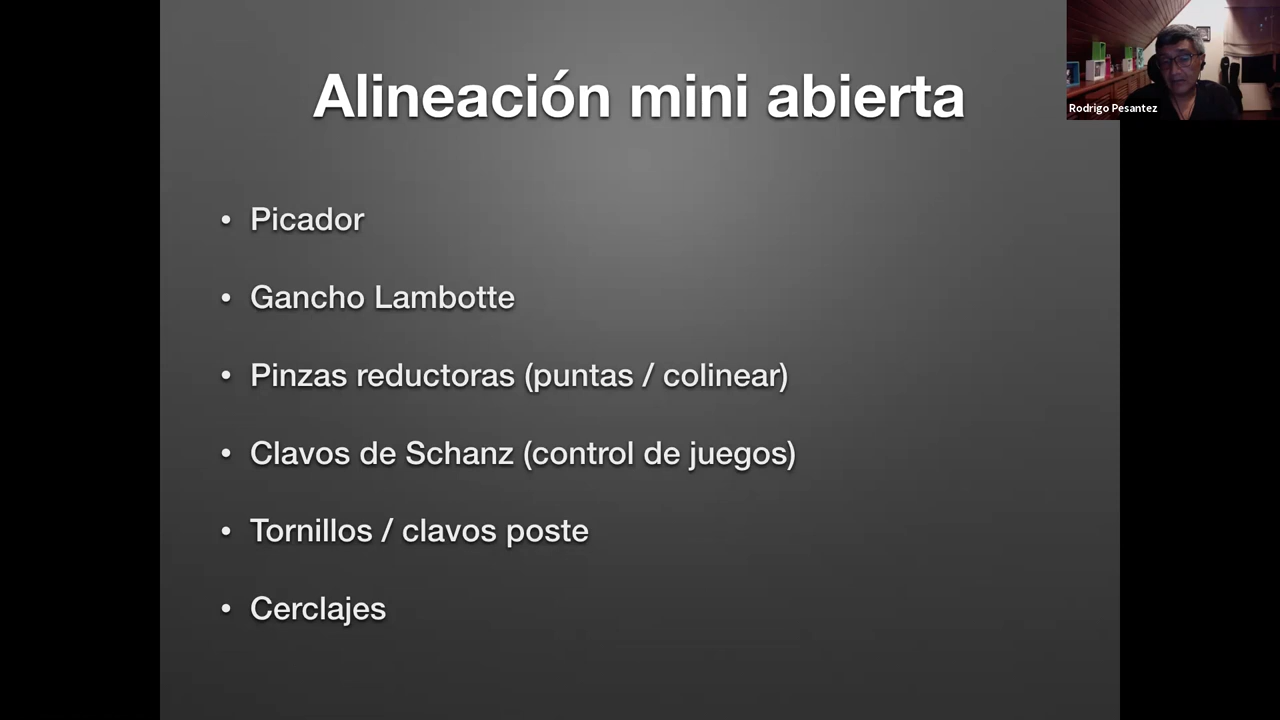 Alineación mini abierta
Rodrigo Pesantez
• Picador
• Gancho Lambotte
• Pinzas reductoras (puntas / colinear)
• Clavos de Schanz (control de juegos)
• Tornillos / clavos poste
• Cerclajes